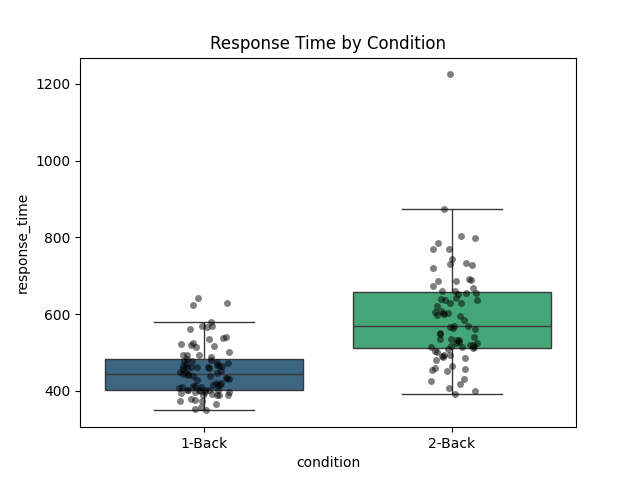 Response Time by Condition
response_time
1200
1000
800
600
400
1-Back
2-Back
condition